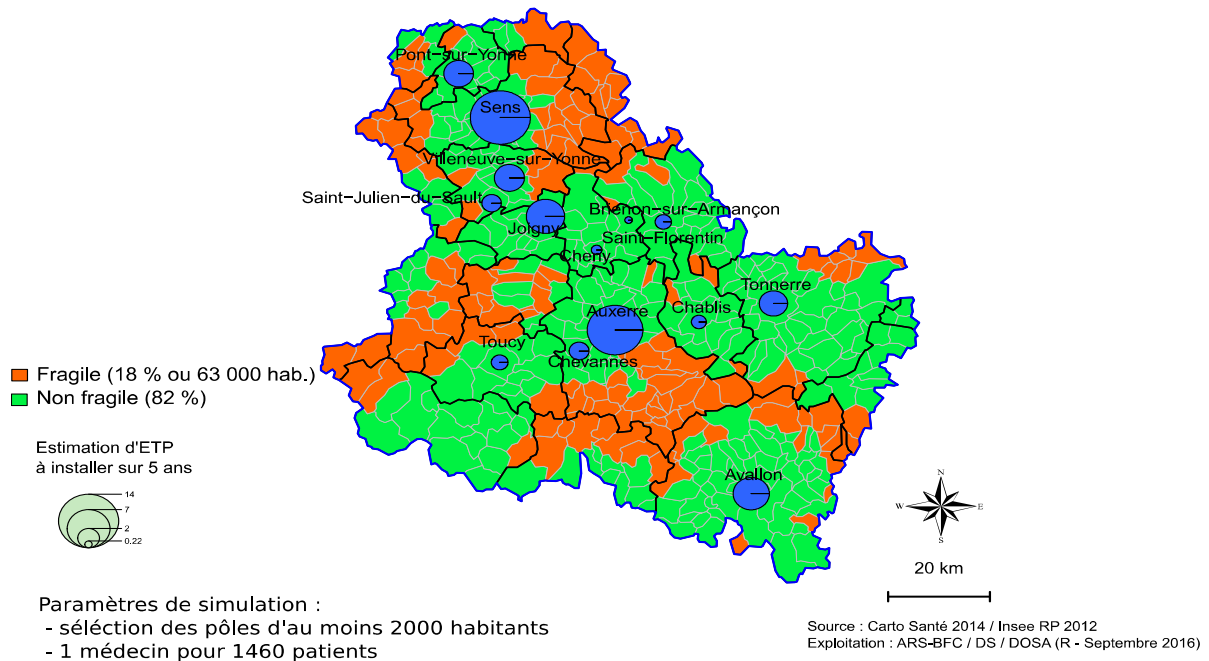 Pont-sur-Yonne
Sens
Villeneuve-sur-Yonne
Saint-Julien-du-Sault
Joigny
Brienon-sur-Armançon
Saint-Florentin
Cheny
Tonnerre
Chablis
Auxerre
Toucy
Chevannes
Avallon
Fragile (18 % ou 63 000 hab.)
Non fragile (82 %)
Estimation d'ETP
à installer sur 5 ans
14
7
2
0.22
N
W
E
S
20 km
Paramètres de simulation :
- séléction des pôles d'au moins 2000 habitants
- 1 médecin pour 1460 patients
Source : Carto Santé 2014 / Insee RP 2012
Exploitation : ARS-BFC / DS / DOSA (R - Septembre 2016)